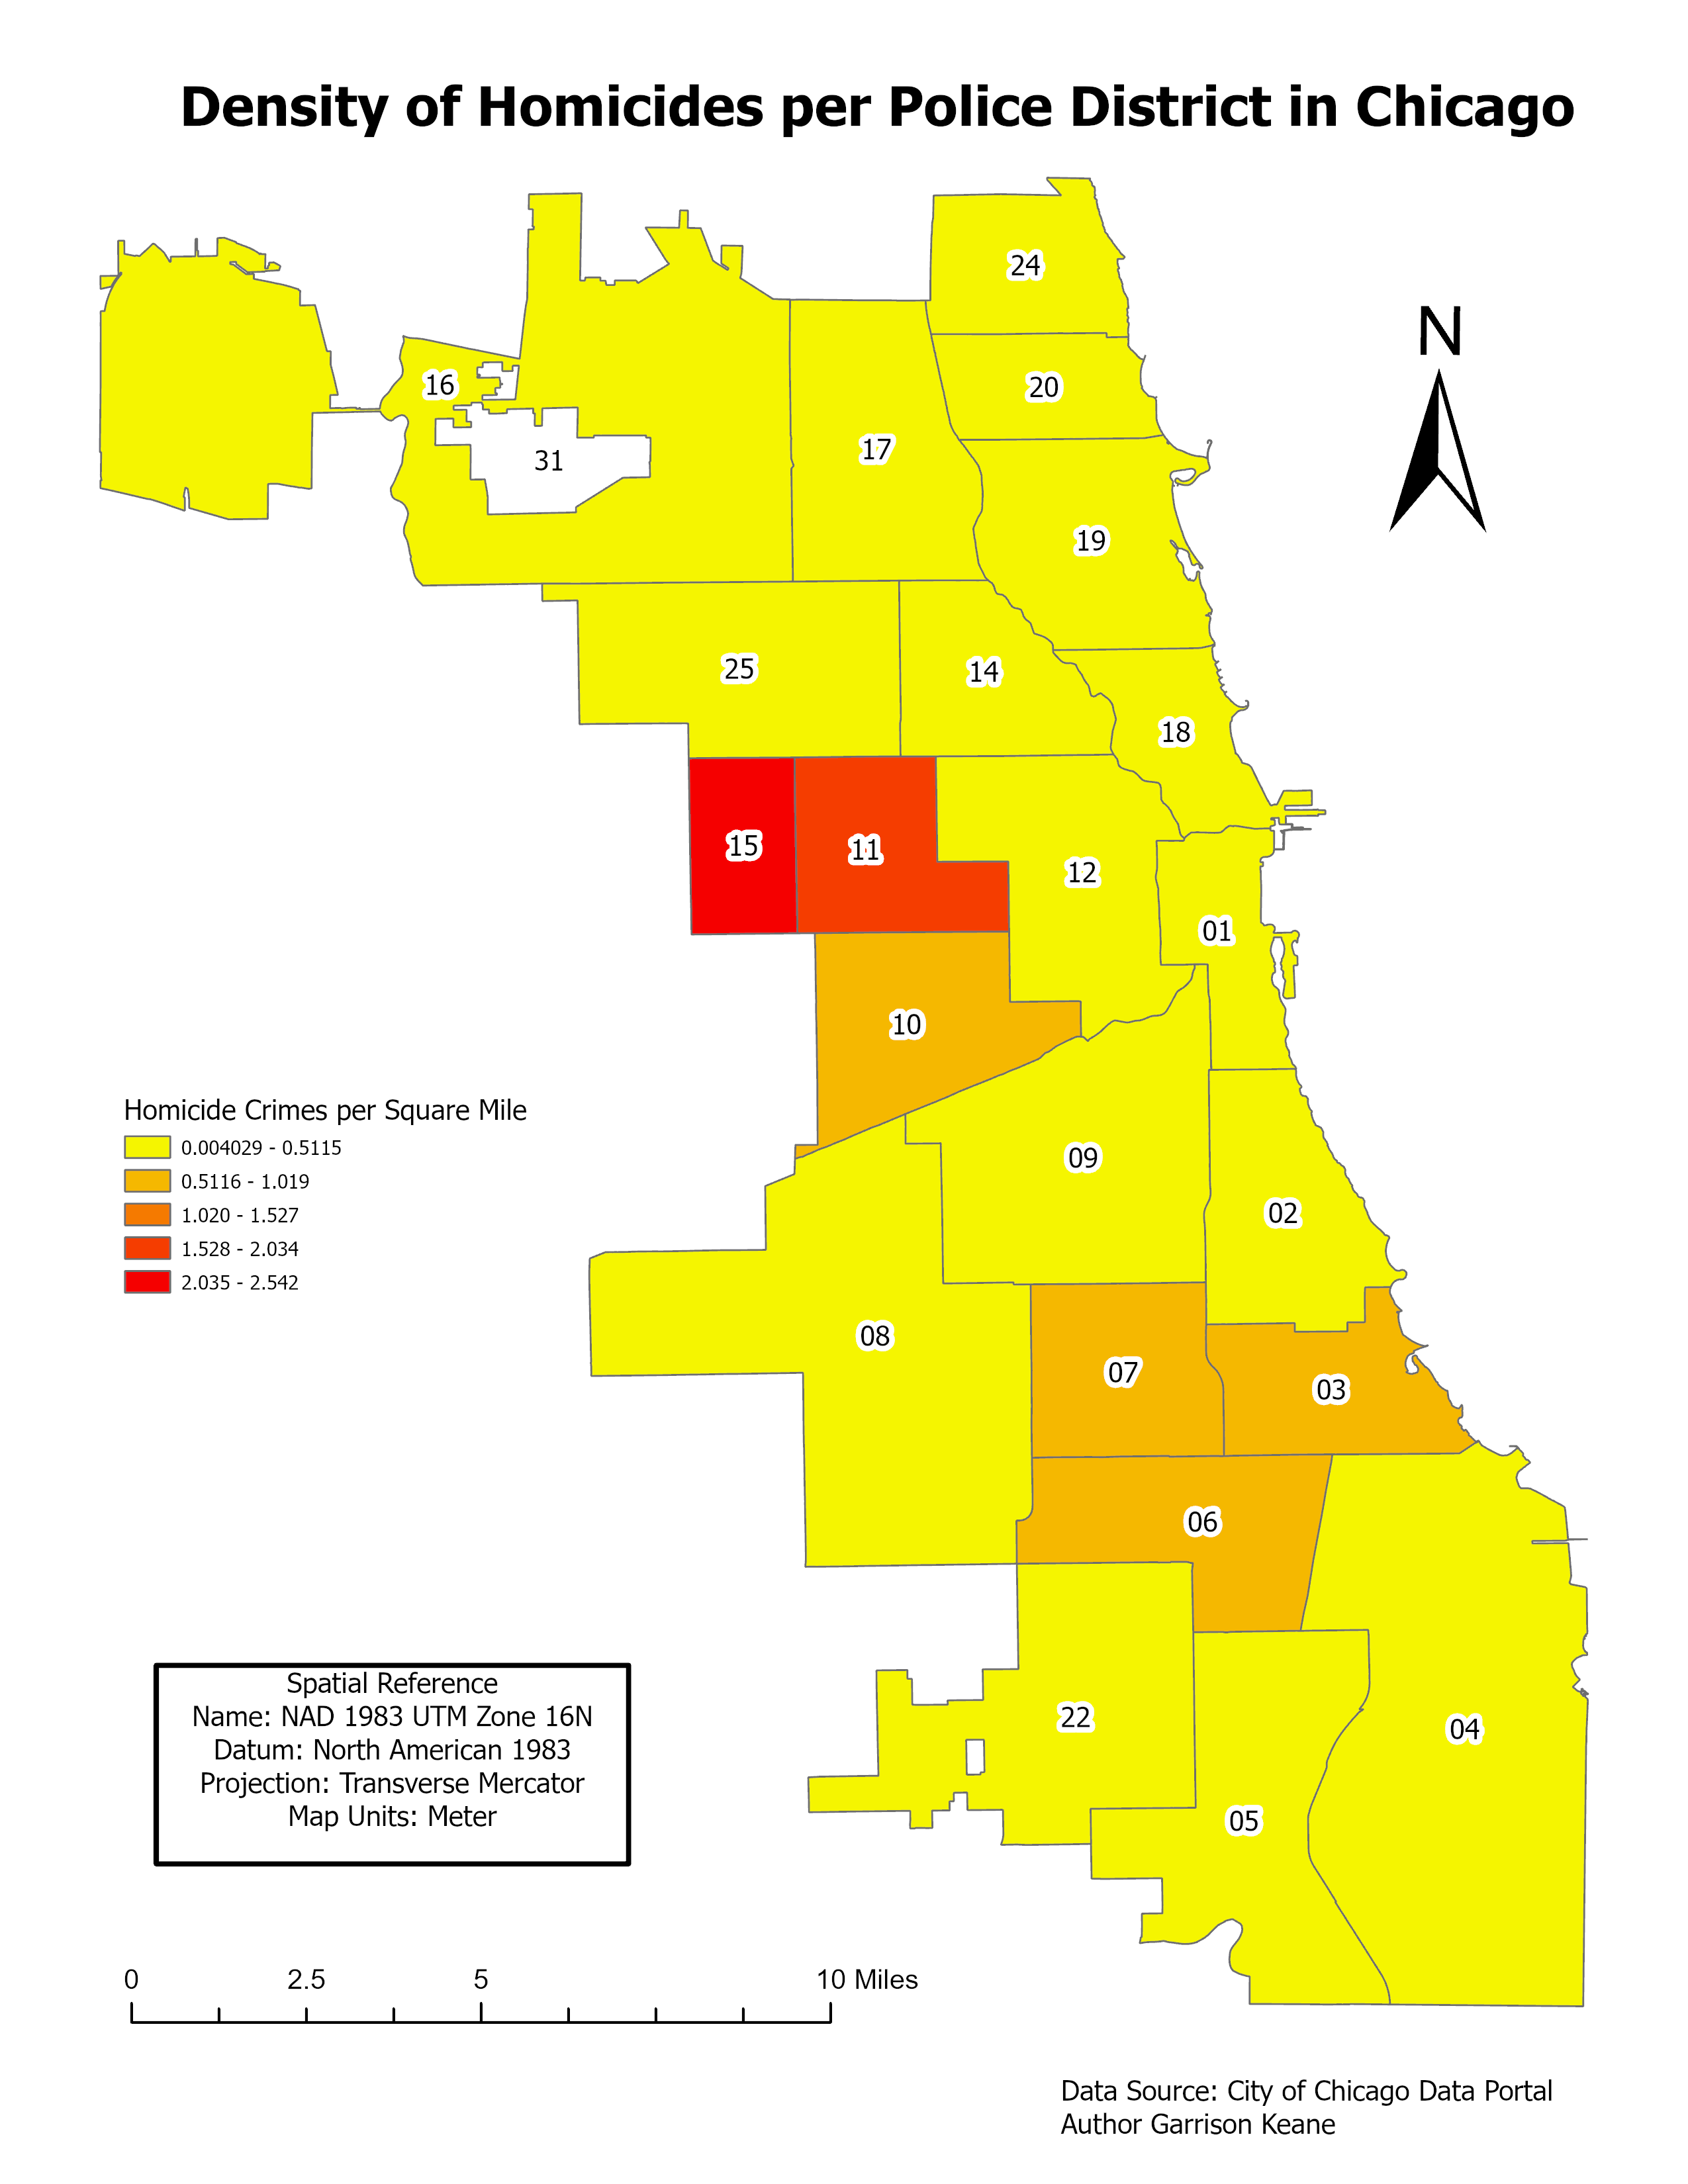 Density of Homicides per Police District in Chicago
24
N
16
20
31
17
19
25
14
18
15
11
12
01
10
Homicide Crimes per Square Mile
0.004029 - 0.5115
0.5116 - 1.019
1.020 - 1.527
1.528 - 2.034
2.035 - 2.542
09
02
08
07
03
06
Spatial Reference
Name: NAD 1983 UTM Zone 16N
Datum: North American 1983
Projection: Transverse Mercator
Map Units: Meter
22
04
05
0 2.5 5 10 Miles
Data Source: City of Chicago Data Portal
Author Garrison Keane